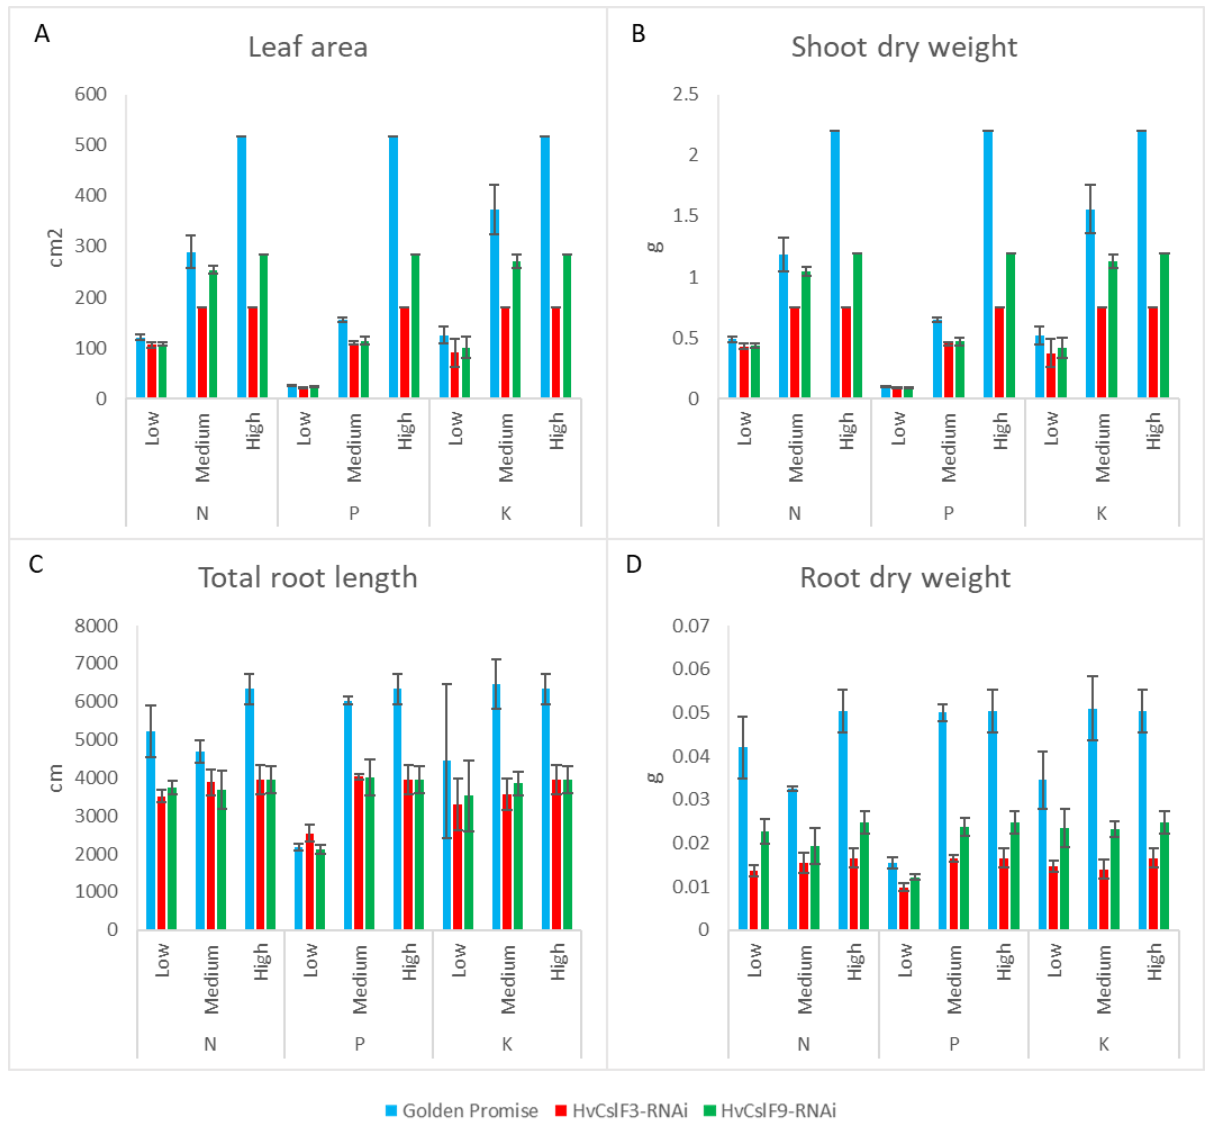 A
Leaf area
600
500
400
300
200
100
0
cm2
Low
Medium
High
Low
Medium
High
Low
Medium
High
N
P
K
B
Shoot dry weight
2.5
2
1.5
1
0.5
0
g
Low
Medium
High
Low
Medium
High
Low
Medium
High
N
P
K
C
Total root length
8000
7000
6000
5000
4000
3000
2000
1000
0
cm
Low
Medium
High
Low
Medium
High
Low
Medium
High
N
P
K
D
Root dry weight
0.07
0.06
0.05
0.04
0.03
0.02
0.01
0
g
Low
Medium
High
Low
Medium
High
Low
Medium
High
N
P
K
Golden Promise HvCslF3-RNAi HvCslF9-RNAi